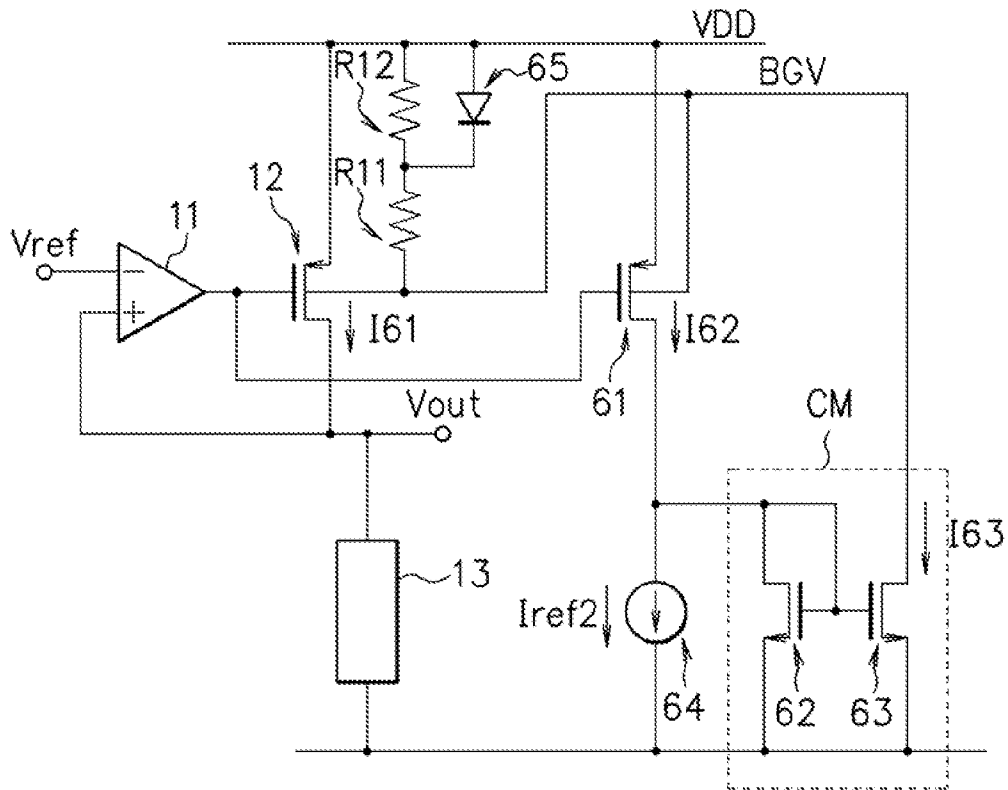 VDD
R12
65
BGV
R11
12
11
Vref
−
+
I61
I62
61
Vout
CM
I63
13
Iref2
64
62
63